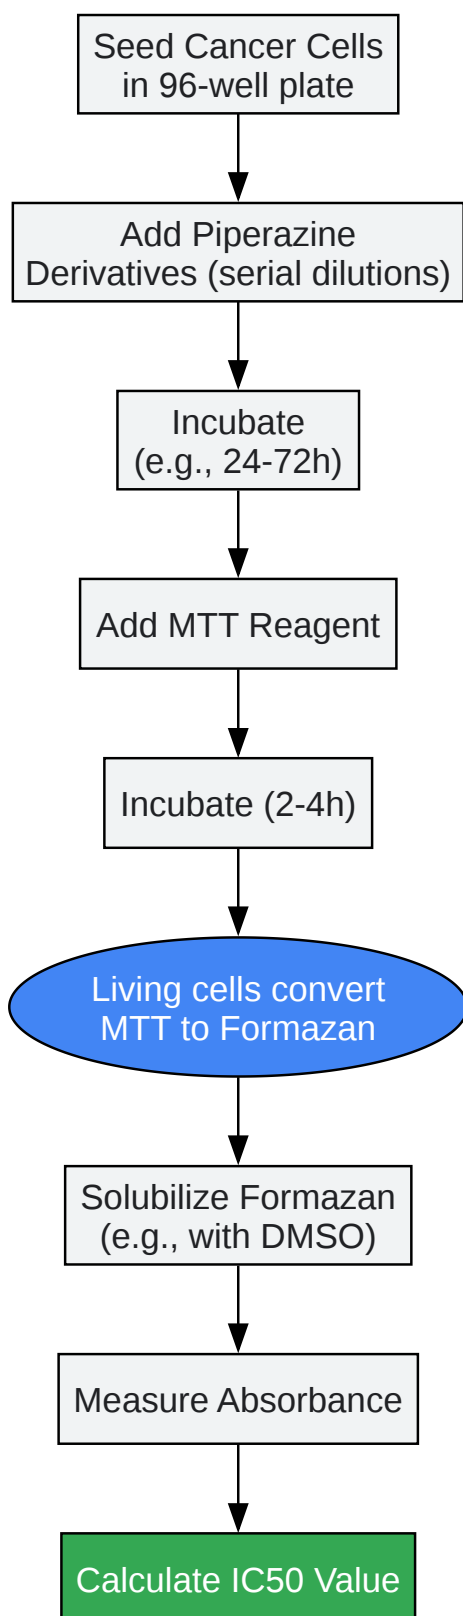 Seed Cancer Cells
in 96-well plate
Add Piperazine
Derivatives (serial dilutions)
Incubate
(e.g., 24-72h)
Add MTT Reagent
Incubate (2-4h)
Living cells convert
MTT to Formazan
Solubilize Formazan
(e.g., with DMSO)
Measure Absorbance
Calculate IC50 Value